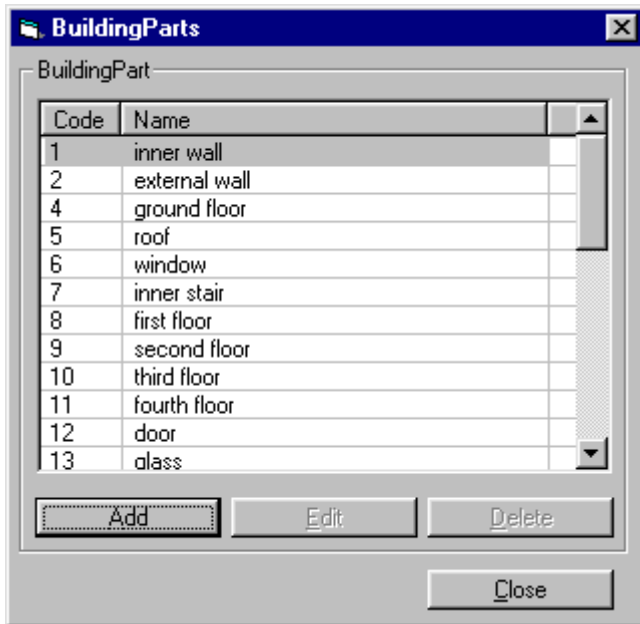 BuildingParts
BuildingPart
Code Name
1 inner wall
2 external wall
4 ground floor
5 roof
6 window
7 inner stair
8 first floor
9 second floor
10 third floor
11 fourth floor
12 door
13 glass
Add Edit Delete
Close